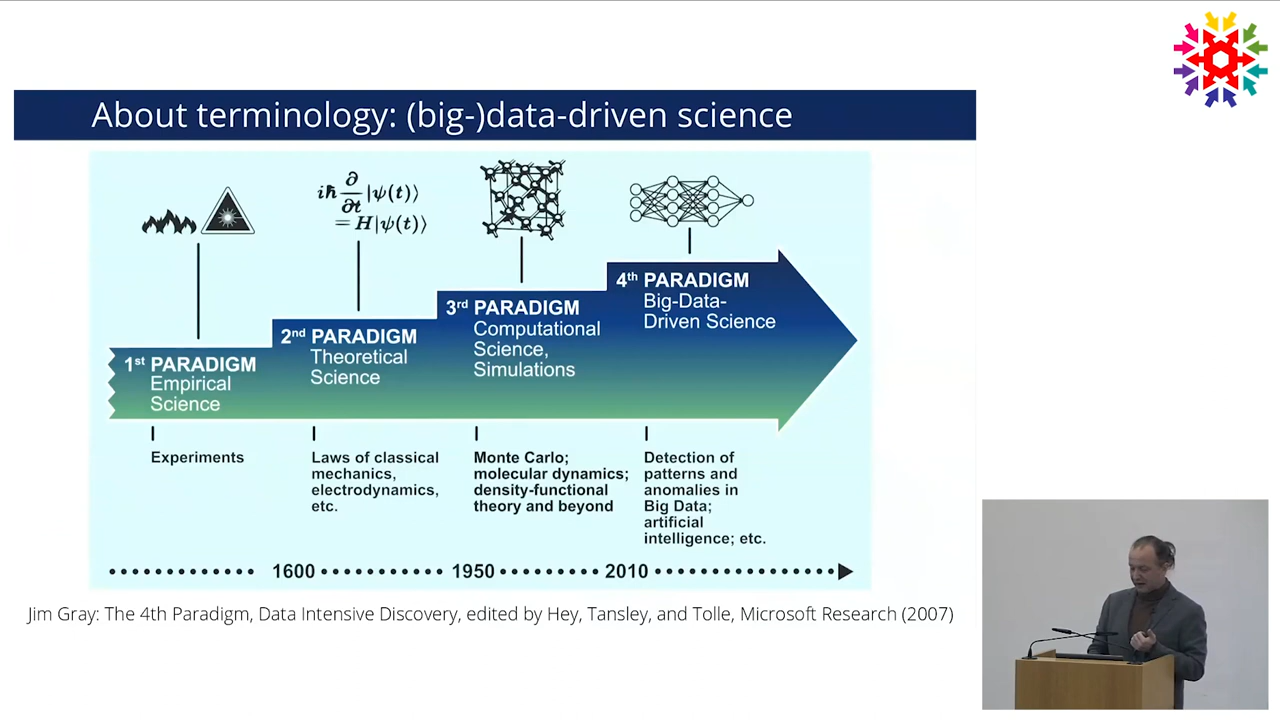 About terminology: (big-)data-driven science
iħ ∂/∂t |ψ(t)⟩
= H|ψ(t)⟩
1st PARADIGM
Empirical
Science
2nd PARADIGM
Theoretical
Science
3rd PARADIGM
Computational
Science,
Simulations
4th PARADIGM
Big-Data-
Driven Science
Experiments
Laws of classical
mechanics,
electrodynamics,
etc.
Monte Carlo;
molecular dynamics;
density-functional
theory and beyond
Detection of
patterns and
anomalies in
Big Data;
artificial
intelligence; etc.
1600 1950 2010
Jim Gray: The 4th Paradigm, Data Intensive Discovery, edited by Hey, Tansley, and Tolle, Microsoft Research (2007)